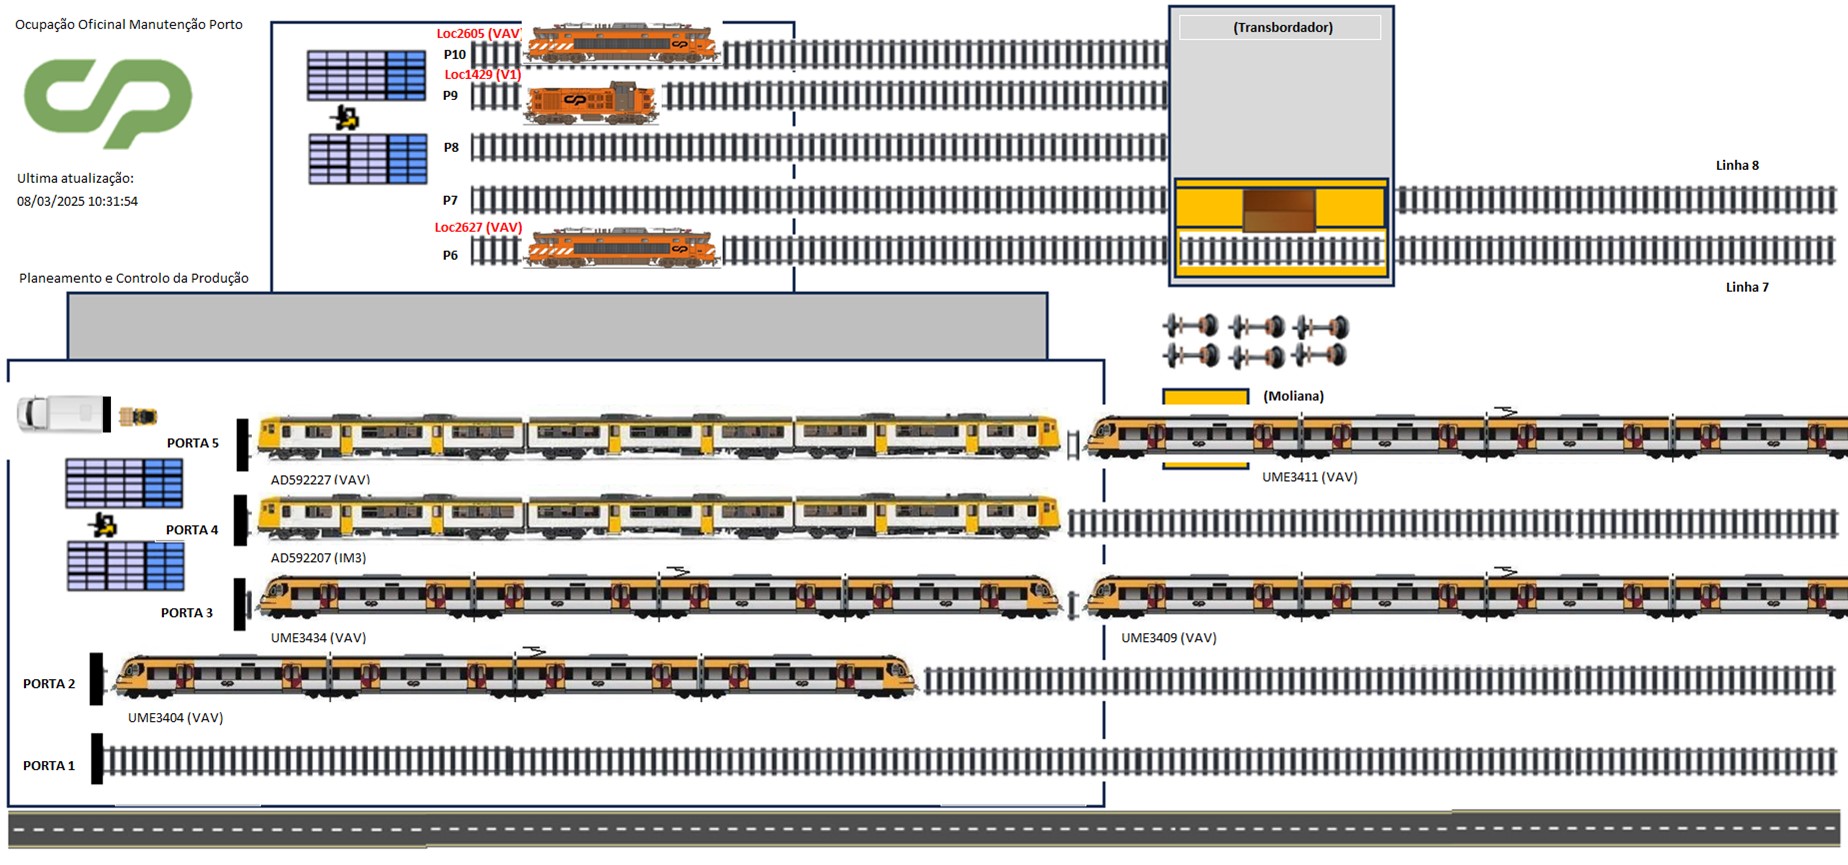 Ocupação Oficinal Manutenção Porto
CP
Ultima atualização:
08/03/2025 10:31:54
Planeamento e Controlo da Produção
Loc2605 (VAV)
P10
Loc1429 (V1)
P9
P8
P7
Loc2627 (VAV)
P6
(Transbordador)
Linha 8
Linha 7
(Moliana)
PORTA 5
AD592227 (VAV)
UME3411 (VAV)
PORTA 4
AD592207 (IM3)
PORTA 3
UME3434 (VAV)
UME3409 (VAV)
PORTA 2
UME3404 (VAV)
PORTA 1